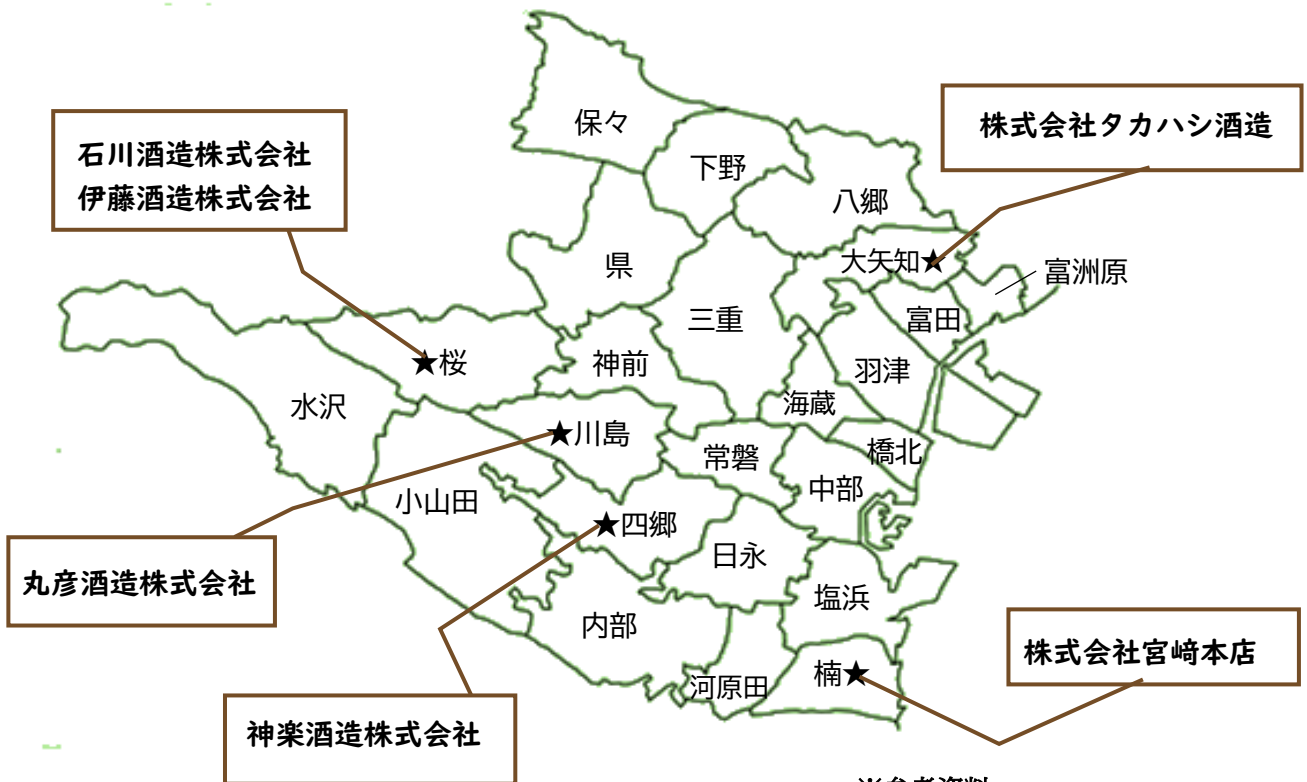 保々
株式会社タカハシ酒造
石川酒造株式会社
伊藤酒造株式会社
下野
八郷
県
大矢知★
富洲原
三重
富田
★桜
神前
羽津
水沢
海蔵
★川島
常磐
橋北
中部
小山田
★四郷
日永
丸彦酒造株式会社
塩浜
内部
株式会社宮﨑本店
楠★
河原田
神楽酒造株式会社